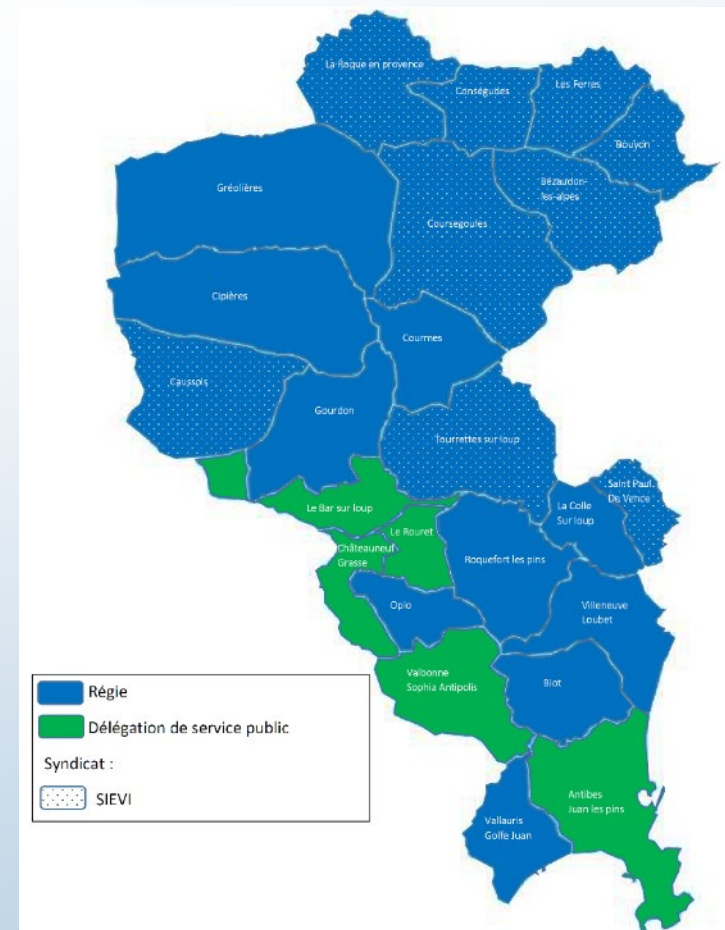 La Roque en provence
Conségudes
Les Ferres
Bouyon
Bézaudun-
les-alpes
Gréolières
Coursegoules
Cipières
Courmes
Caussols
Gourdon
Tourrettes sur loup
Saint Paul
De Vence
La Colle
Sur loup
Le Bar sur loup
Le Rouret
Châteauneuf
Grasse
Roquefort les pins
Opio
Villeneuve
Loubet
Valbonne
Sophia Antipolis
Biot
Antibes
Juan les pins
Vallauris
Golfe Juan
Régie
Délégation de service public
Syndicat :
SIEVI